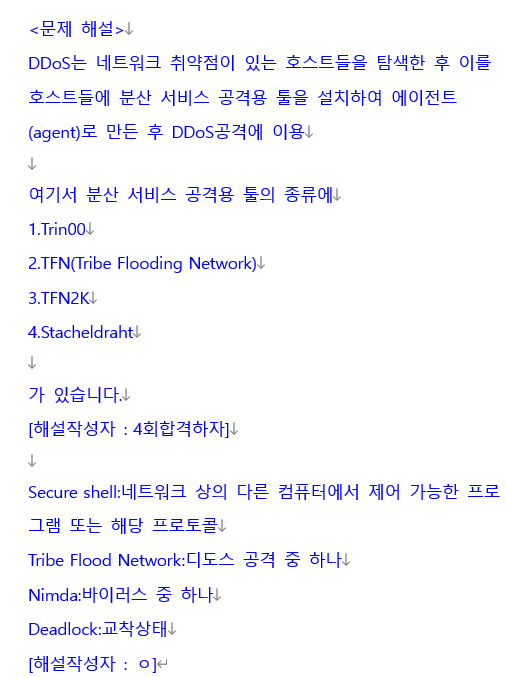 <문제 해설>↓
DDoS는 네트워크 취약점이 있는 호스트들을 탐색한 후 이를
호스트들에 분산 서비스 공격용 툴을 설치하여 에이전트
(agent)로 만든 후 DDoS공격에 이용↓
↓
여기서 분산 서비스 공격용 툴의 종류에↓
1.Trin00↓
2.TFN(Tribe Flooding Network)↓
3.TFN2K↓
4.Stacheldraht↓
↓
가 있습니다.↓
[해설작성자 : 4회합격하자]↓
↓
Secure shell:네트워크 상의 다른 컴퓨터에서 제어 가능한 프로
그램 또는 해당 프로토콜↓
Tribe Flood Network:디도스 공격 중 하나↓
Nimda:바이러스 중 하나↓
Deadlock:교착상태↓
[해설작성자 : ㅇ]↵